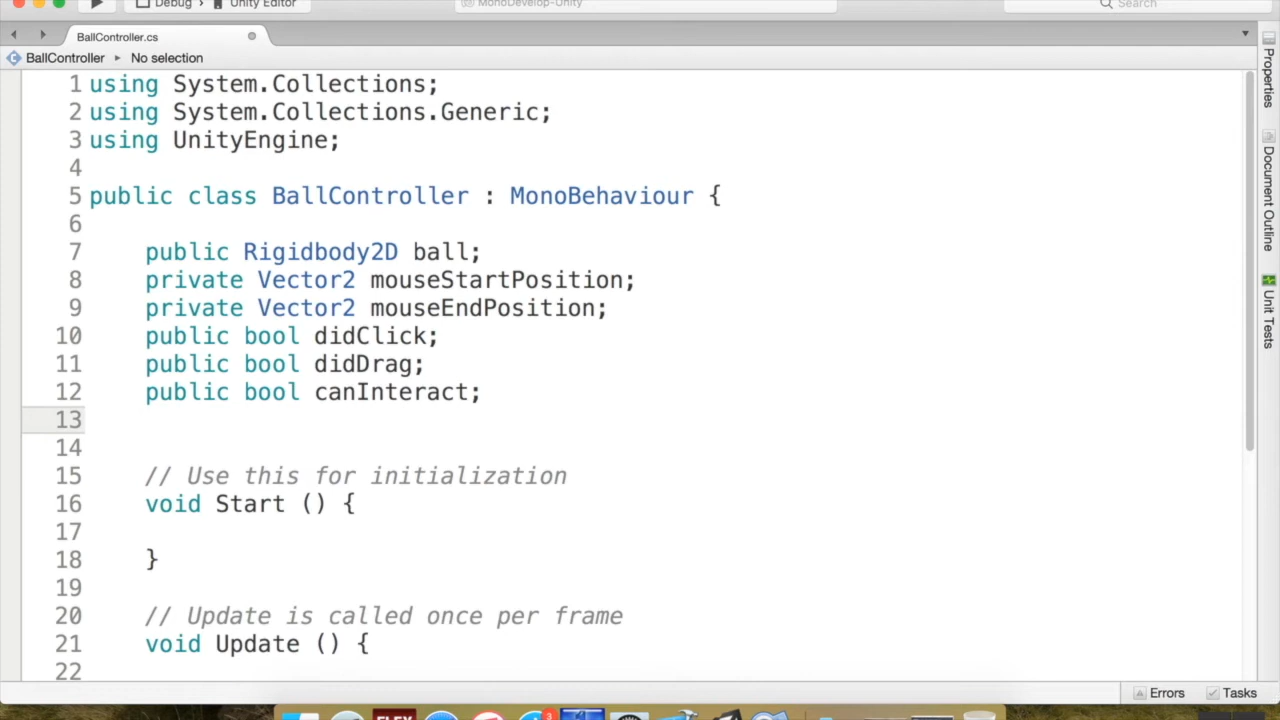 Debug › Unity Editor
MonoDevelop-Unity
Search
BallController.cs
BallController ▸ No selection
1 using System.Collections;
2 using System.Collections.Generic;
3 using UnityEngine;
4
5 public class BallController : MonoBehaviour {
6
7 public Rigidbody2D ball;
8 private Vector2 mouseStartPosition;
9 private Vector2 mouseEndPosition;
10 public bool didClick;
11 public bool didDrag;
12 public bool canInteract;
13
14
15 // Use this for initialization
16 void Start () {
17
18 }
19
20 // Update is called once per frame
21 void Update () {
22
Properties
Document Outline
Unit Tests
Errors
Tasks
FLEX
3